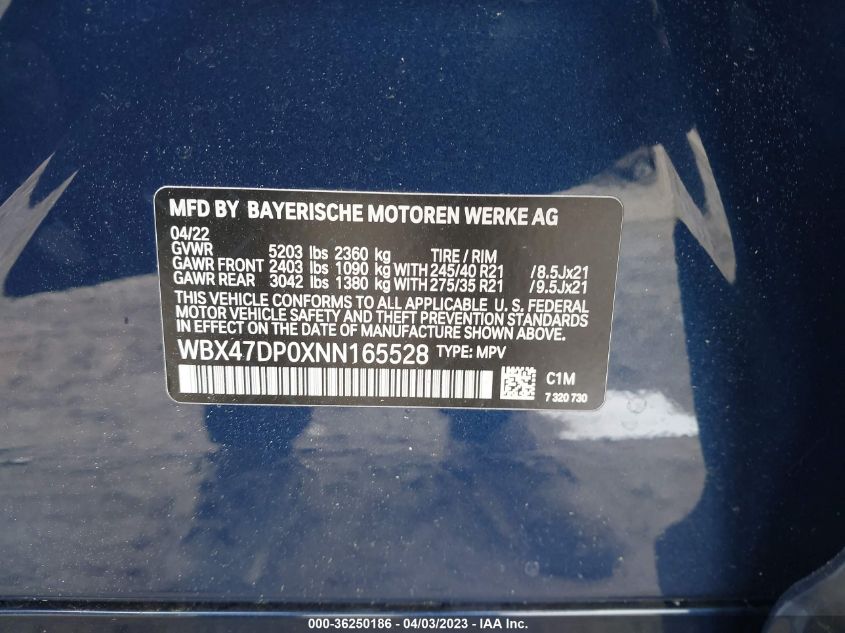 MFD BY BAYERISCHE MOTOREN WERKE AG
04/22
GVWR 5203 lbs 2360 kg TIRE / RIM
GAWR FRONT 2403 lbs 1090 kg WITH 245/40 R21 /8.5Jx21
GAWR REAR 3042 lbs 1380 kg WITH 275/35 R21 /9.5Jx21
THIS VEHICLE CONFORMS TO ALL APPLICABLE U. S. FEDERAL
MOTOR VEHICLE SAFETY AND THEFT PREVENTION STANDARDS
IN EFFECT ON THE DATE OF MANUFACTURE SHOWN ABOVE.
WBX47DP0XNN165528 TYPE: MPV
C1M
7 320 730
000-36250186 - 04/03/2023 - IAA Inc.